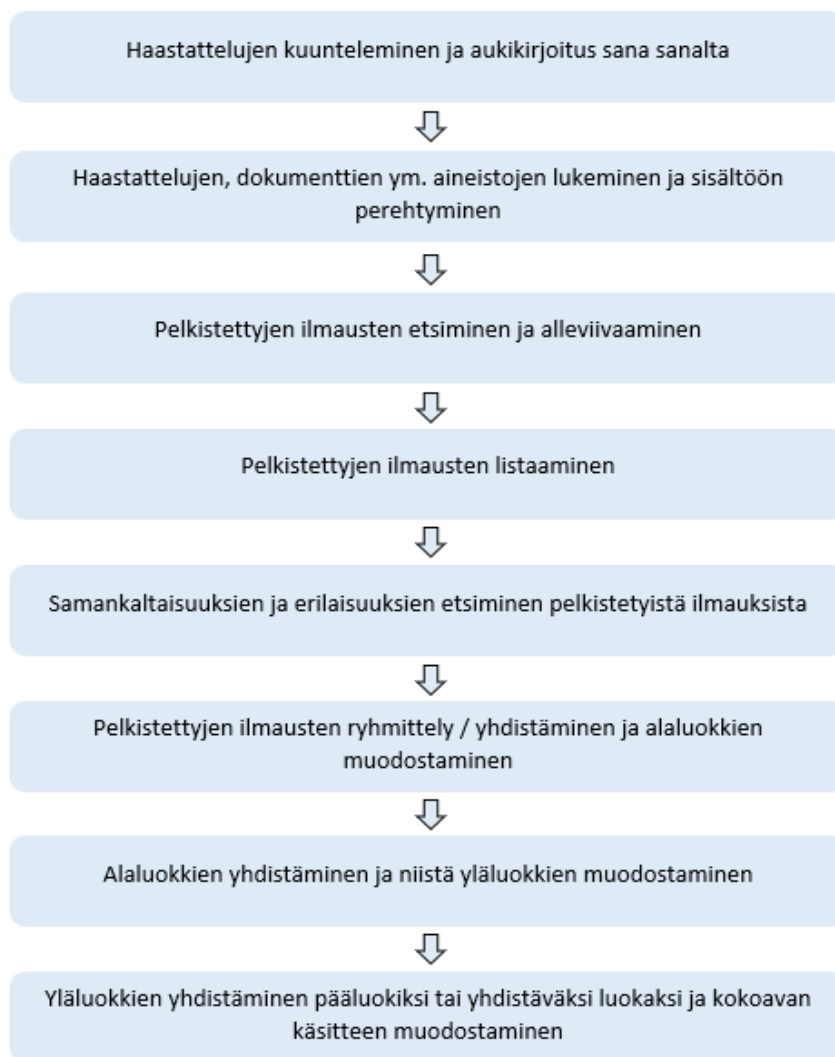 Haastattelujen kuunteleminen ja aukikirjoitus sana sanalta
Haastattelujen, dokumenttien ym. aineistojen lukeminen ja sisältöön
perehtyminen
Pelkistettyjen ilmausten etsiminen ja alleviivaaminen
Pelkistettyjen ilmausten listaaminen
Samankaltaisuuksien ja erilaisuuksien etsiminen pelkistetyistä ilmauksista
Pelkistettyjen ilmausten ryhmittely / yhdistäminen ja alaluokkien
muodostaminen
Alaluokkien yhdistäminen ja niistä yläluokkien muodostaminen
Yläluokkien yhdistäminen pääluokiksi tai yhdistäväksi luokaksi ja kokoavan
käsitteen muodostaminen